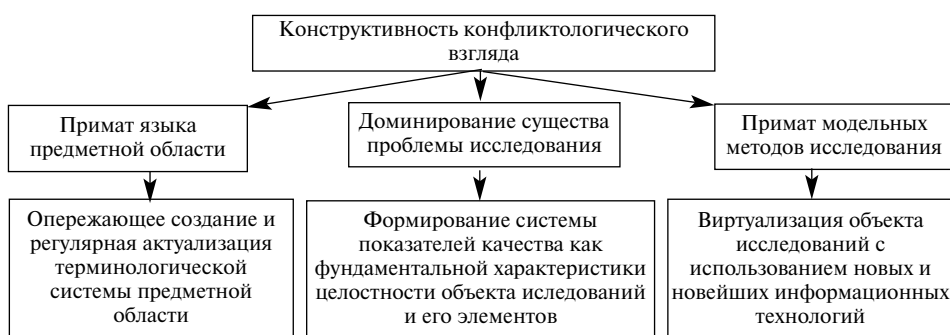 Конструктивность конфликтологического
взгляда
Примат языка
предметной области
Доминирование существа
проблемы исследования
Примат модельных
методов исследования
Опережающее создание и
регулярная актуализация
терминологической
системы предметной
области
Формирование системы
показателей качества как
фундаментальной характеристики
целостности объекта иследований
и его элементов
Виртуализация объекта
исследований с
использованием новых и
новейших информационных
технологий